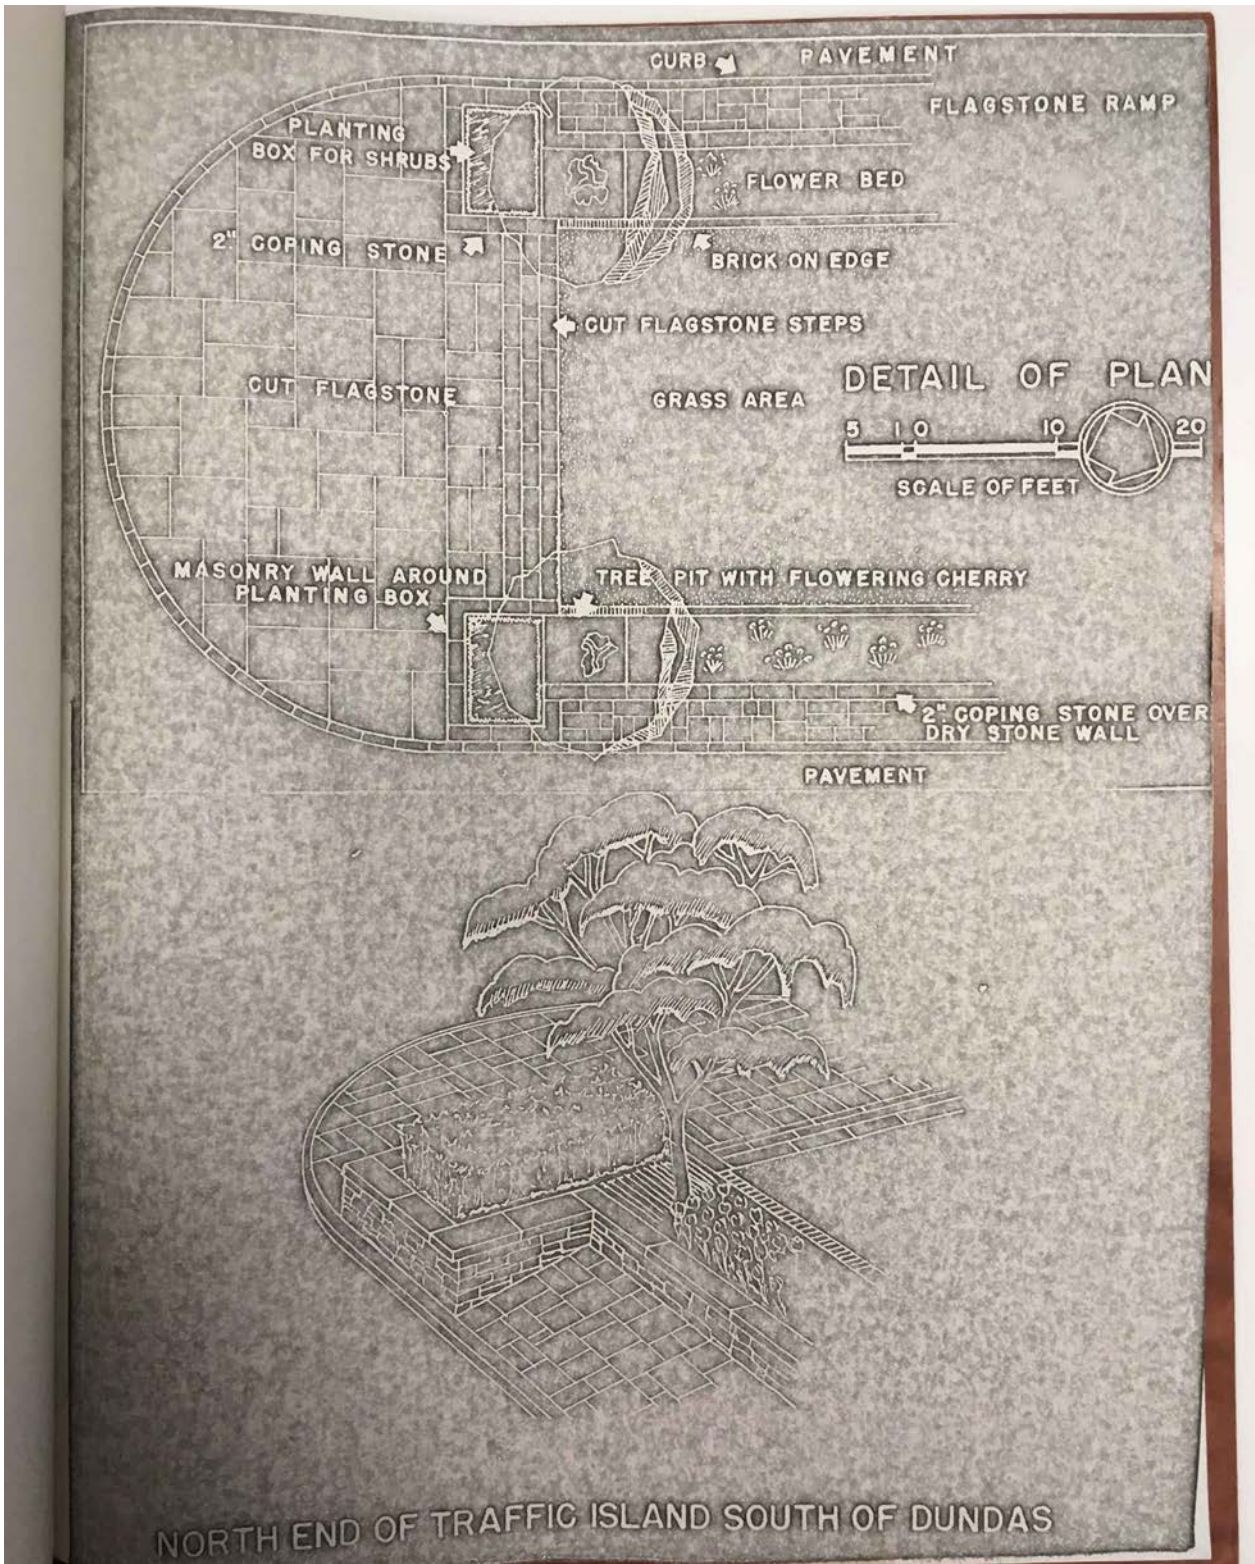 CURB
PAVEMENT
FLAGSTONE RAMP
PLANTING
BOX FOR SHRUBS
FLOWER BED
2" COPING STONE
BRICK ON EDGE
CUT FLAGSTONE STEPS
DETAIL OF PLAN
CUT FLAGSTONE
GRASS AREA
5 1 0 10 20
SCALE OF FEET
MASONRY WALL AROUND
PLANTING BOX
TREE PIT WITH FLOWERING CHERRY
2" COPING STONE OVER
DRY STONE WALL
PAVEMENT
NORTH END OF TRAFFIC ISLAND SOUTH OF DUNDAS